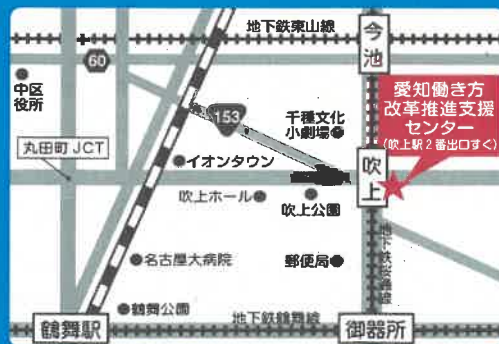 地下鉄東山線
今池
60
中区
役所
153
千種文化
小劇場
愛知働き方
改革推進支援
センター
(吹上駅2番出口すぐ)
丸田町JCT
イオンタウン
吹上
吹上ホール
吹上公園
地下鉄桜通線
名古屋大病院
郵便局
鶴舞公園
地下鉄鶴舞線
鶴舞駅
御器所